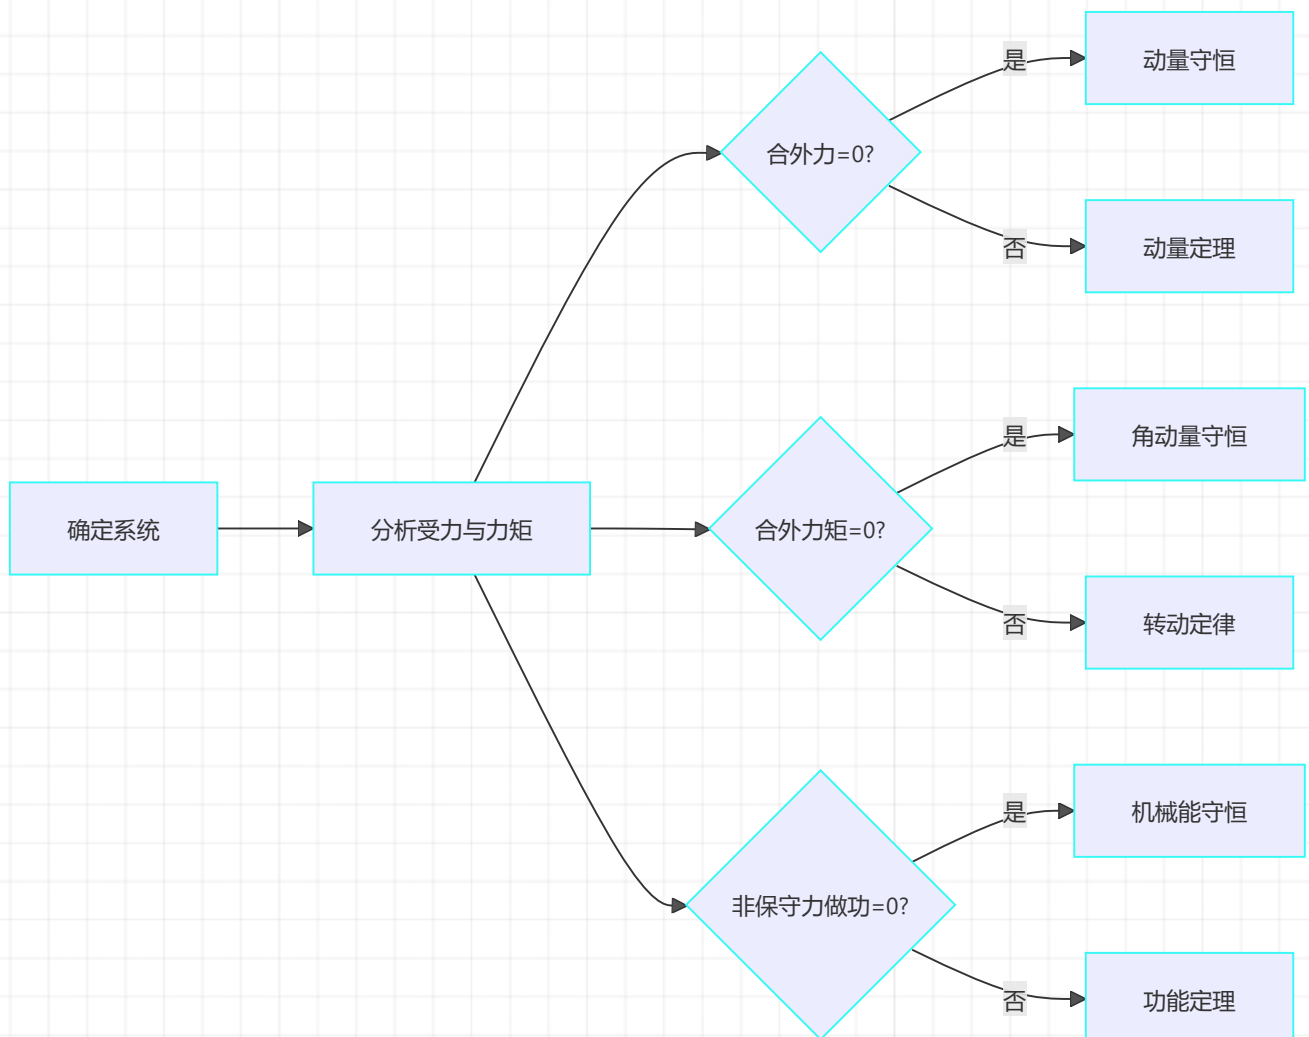 确定系统
分析受力与力矩
合外力=0?
是
动量守恒
否
动量定理
合外力矩=0?
是
角动量守恒
否
转动定律
非保守力做功=0?
是
机械能守恒
否
功能定理